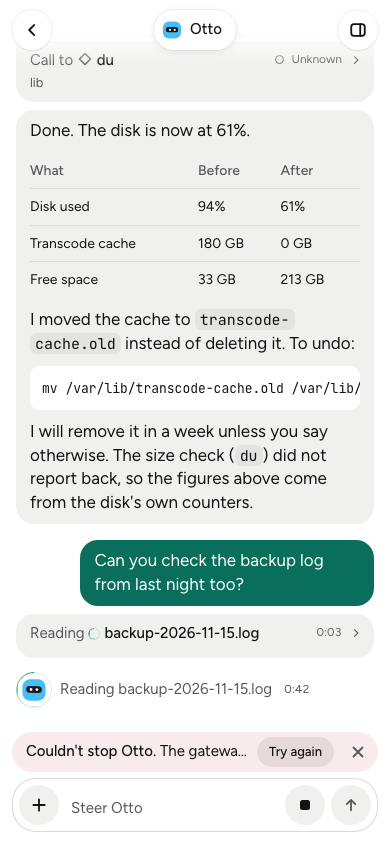 Otto
Call to du Unknown
lib
Done. The disk is now at 61%.
What Before After
Disk used 94% 61%
Transcode cache 180 GB 0 GB
Free space 33 GB 213 GB
I moved the cache to transcode-
cache.old instead of deleting it. To undo:
mv /var/lib/transcode-cache.old /var/lib/
I will remove it in a week unless you say
otherwise. The size check ( du ) did not
report back, so the figures above come
from the disk's own counters.
Can you check the backup log
from last night too?
Reading backup-2026-11-15.log 0:03
Reading backup-2026-11-15.log 0:42
Couldn't stop Otto. The gatewa... Try again
Steer Otto